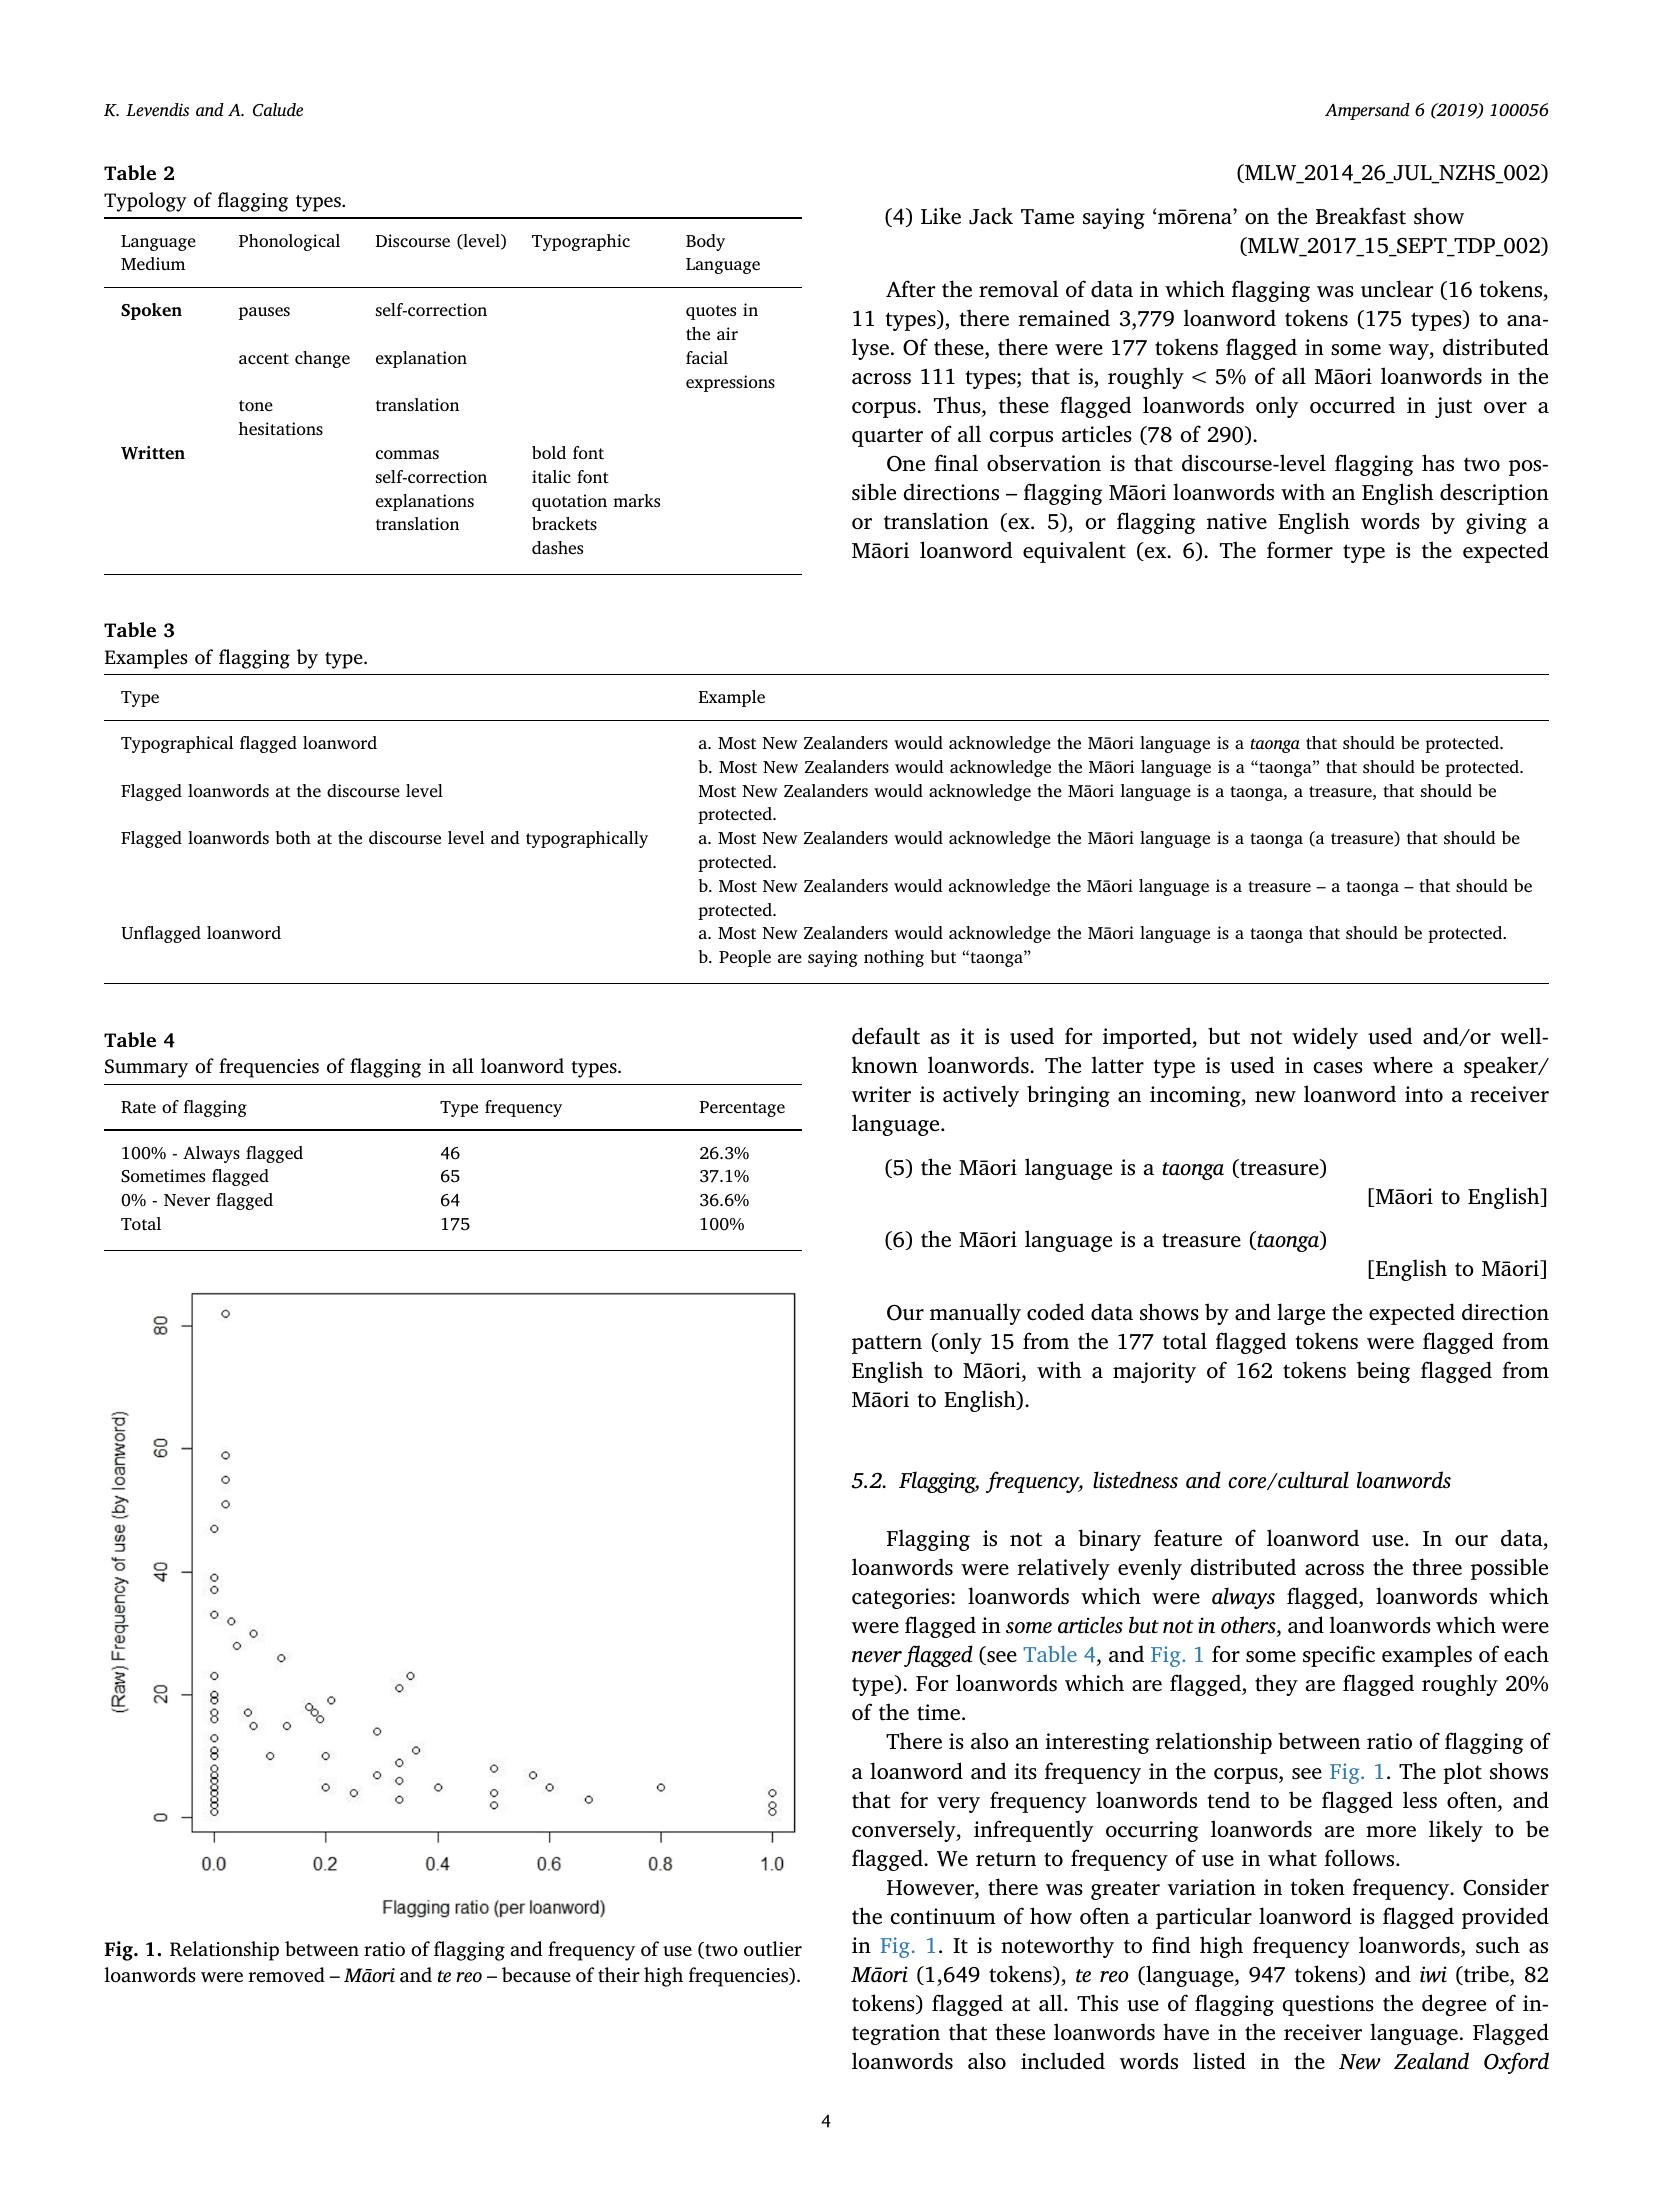 K. Levendis and A. Calude
Ampersand 6 (2019) 100056
Table 2
Typology of flagging types.
Language Medium Phonological Discourse (level) Typographic Body Language
Spoken pauses self-correction quotes in the air
accent change explanation facial expressions
tone translation
hesitations
Written commas bold font
self-correction italic font
explanations quotation marks
translation brackets
dashes
(MLW_2014_26_JUL_NZHS_002)
(4) Like Jack Tame saying ‘mōrena’ on the Breakfast show
(MLW_2017_15_SEPT_TDP_002)
After the removal of data in which flagging was unclear (16 tokens,
11 types), there remained 3,779 loanword tokens (175 types) to ana-
lyse. Of these, there were 177 tokens flagged in some way, distributed
across 111 types; that is, roughly < 5% of all Māori loanwords in the
corpus. Thus, these flagged loanwords only occurred in just over a
quarter of all corpus articles (78 of 290).
One final observation is that discourse-level flagging has two pos-
sible directions – flagging Māori loanwords with an English description
or translation (ex. 5), or flagging native English words by giving a
Māori loanword equivalent (ex. 6). The former type is the expected
Table 3
Examples of flagging by type.
Type Example
Typographical flagged loanword a. Most New Zealanders would acknowledge the Māori language is a taonga that should be protected.
b. Most New Zealanders would acknowledge the Māori language is a “taonga” that should be protected.
Flagged loanwords at the discourse level Most New Zealanders would acknowledge the Māori language is a taonga, a treasure, that should be
protected.
Flagged loanwords both at the discourse level and typographically a. Most New Zealanders would acknowledge the Māori language is a taonga (a treasure) that should be
protected.
b. Most New Zealanders would acknowledge the Māori language is a treasure – a taonga – that should be
protected.
Unflagged loanword a. Most New Zealanders would acknowledge the Māori language is a taonga that should be protected.
b. People are saying nothing but “taonga”
Table 4
Summary of frequencies of flagging in all loanword types.
Rate of flagging Type frequency Percentage
100% - Always flagged 46 26.3%
Sometimes flagged 65 37.1%
0% - Never flagged 64 36.6%
Total 175 100%
(Raw) Frequency of use (by loanword)
80
60
40
20
0
0.0 0.2 0.4 0.6 0.8 1.0
Flagging ratio (per loanword)
Fig. 1. Relationship between ratio of flagging and frequency of use (two outlier
loanwords were removed – Māori and te reo – because of their high frequencies).
default as it is used for imported, but not widely used and/or well-
known loanwords. The latter type is used in cases where a speaker/
writer is actively bringing an incoming, new loanword into a receiver
language.
(5) the Māori language is a taonga (treasure)
[Māori to English]
(6) the Māori language is a treasure (taonga)
[English to Māori]
Our manually coded data shows by and large the expected direction
pattern (only 15 from the 177 total flagged tokens were flagged from
English to Māori, with a majority of 162 tokens being flagged from
Māori to English).
5.2. Flagging, frequency, listedness and core/cultural loanwords
Flagging is not a binary feature of loanword use. In our data,
loanwords were relatively evenly distributed across the three possible
categories: loanwords which were always flagged, loanwords which
were flagged in some articles but not in others, and loanwords which were
never flagged (see Table 4, and Fig. 1 for some specific examples of each
type). For loanwords which are flagged, they are flagged roughly 20%
of the time.
There is also an interesting relationship between ratio of flagging of
a loanword and its frequency in the corpus, see Fig. 1. The plot shows
that for very frequency loanwords tend to be flagged less often, and
conversely, infrequently occurring loanwords are more likely to be
flagged. We return to frequency of use in what follows.
However, there was greater variation in token frequency. Consider
the continuum of how often a particular loanword is flagged provided
in Fig. 1. It is noteworthy to find high frequency loanwords, such as
Māori (1,649 tokens), te reo (language, 947 tokens) and iwi (tribe, 82
tokens) flagged at all. This use of flagging questions the degree of in-
tegration that these loanwords have in the receiver language. Flagged
loanwords also included words listed in the New Zealand Oxford
4